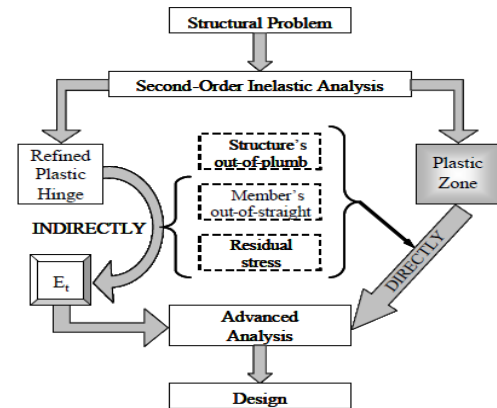 Structural Problem
Second-Order Inelastic Analysis
Refined
Plastic
Hinge
Structure's
out-of-plumb
Member's
out-of-straight
Residual
stress
Plastic
Zone
INDIRECTLY
DIRECTLY
Et
Advanced
Analysis
Design